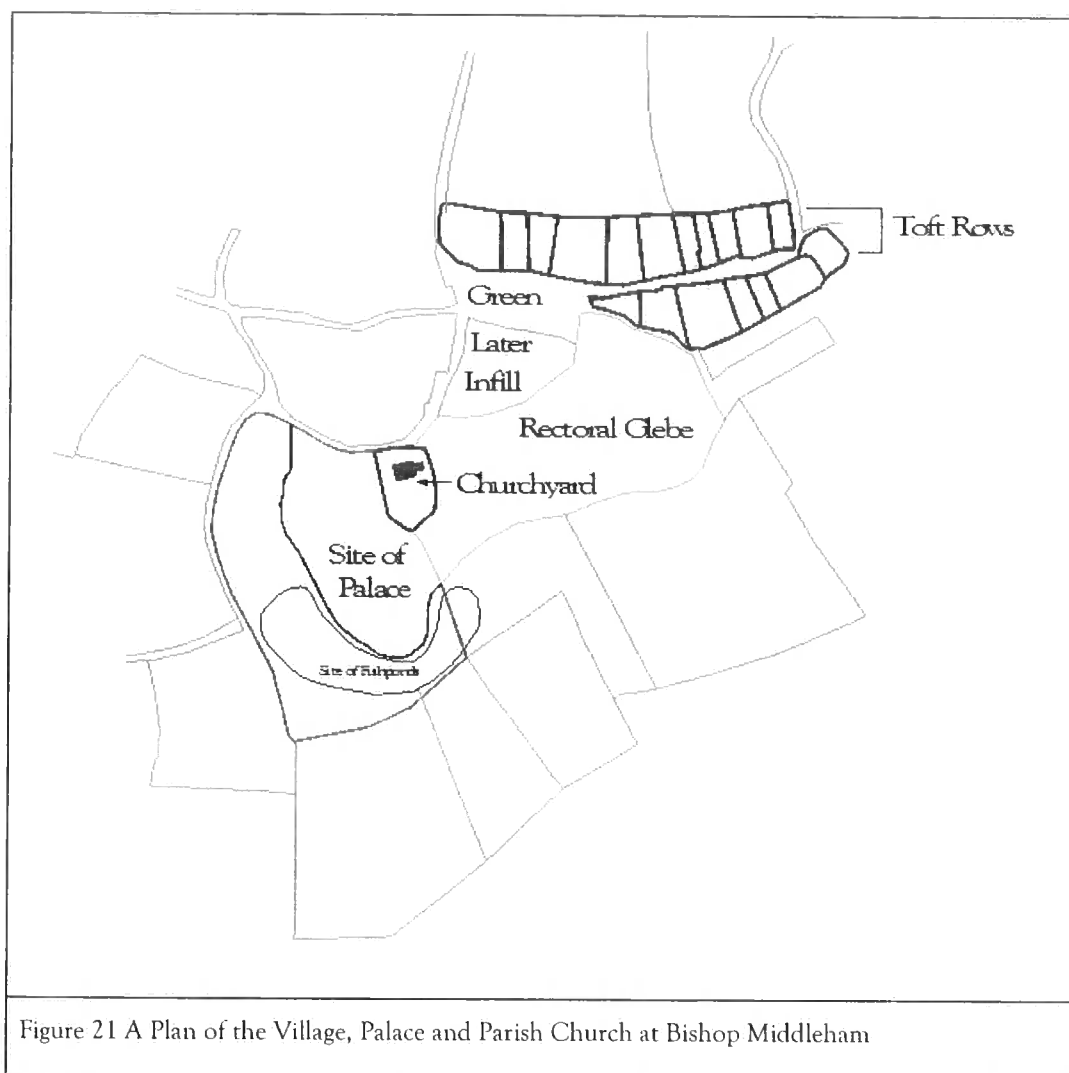 Toft Rows
Green
Later
Infill
Rectoral Glebe
Churchyard
Site of
Palace
Site of Fishponds
Figure 21 A Plan of the Village, Palace and Parish Church at Bishop Middleham